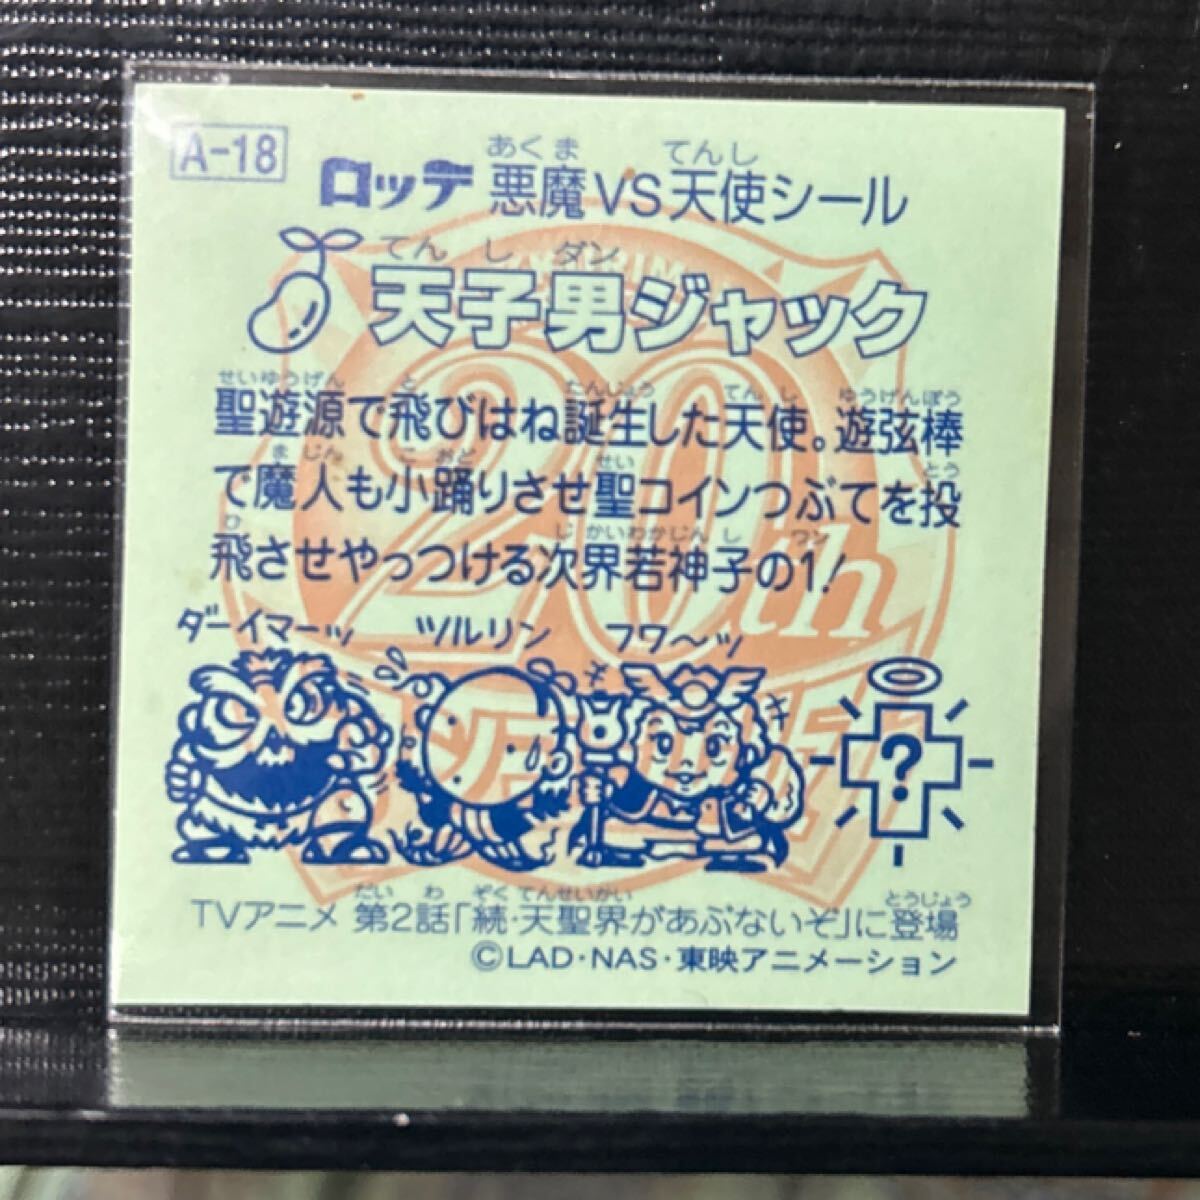 A-18
ロッテ 悪魔VS天使シール
あくま てんし
てんしダン
天子男ジャック
せいゆうげん と たんじょう てんし ゆうげんぼう
聖遊源で飛びはね誕生した天使。遊弦棒
まじん こおど せい とう
で魔人も小踊りさせ聖コインつぶてを投
ひ じかいわかじんし ワン
飛させやっつける次界若神子の1!
ダーイマーッ ツルリン フワ〜ッ
20th
?
だい わ ぞく てんせいかい とうじょう
TVアニメ 第2話「続・天聖界があぶないぞ」に登場
©LAD・NAS・東映アニメーション